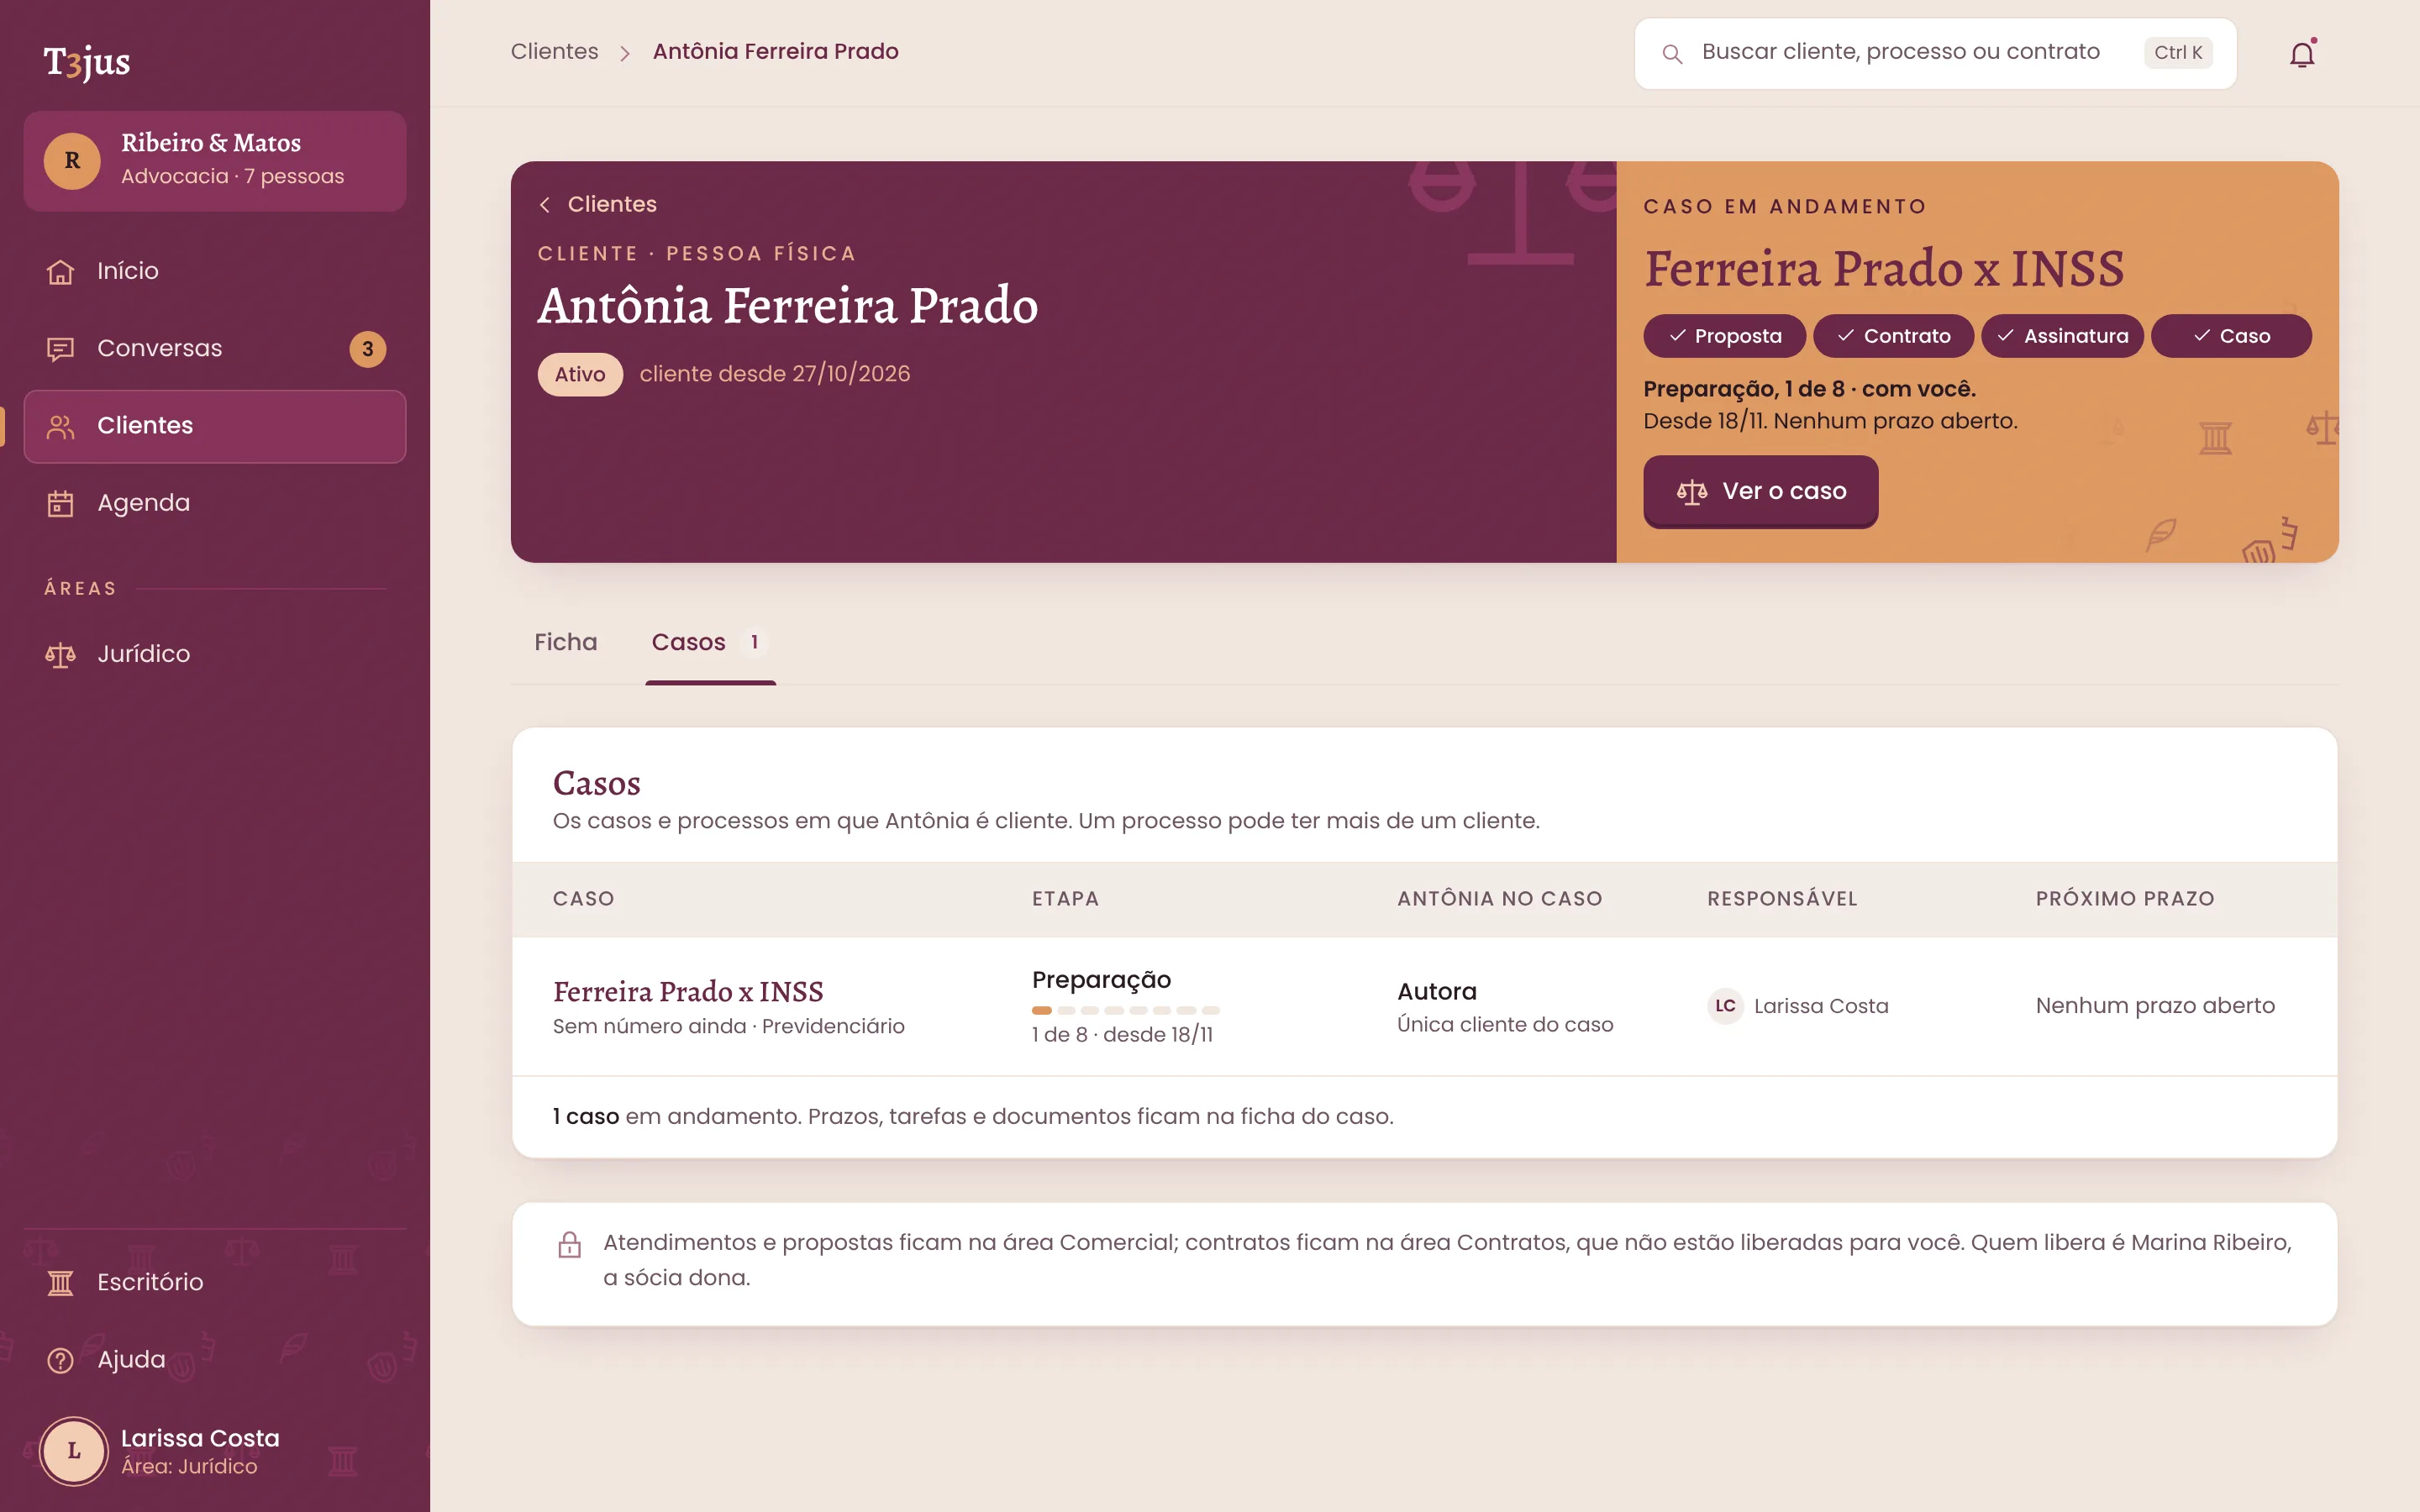 T3jus
R
Ribeiro & Matos
Advocacia · 7 pessoas
Início
Conversas
3
Clientes
Agenda
ÁREAS
Jurídico
Escritório
Ajuda
L
Larissa Costa
Área: Jurídico
Clientes
Antônia Ferreira Prado
Buscar cliente, processo ou contrato
Ctrl K
Clientes
CLIENTE · PESSOA FÍSICA
Antônia Ferreira Prado
Ativo
cliente desde 27/10/2026
CASO EM ANDAMENTO
Ferreira Prado x INSS
Proposta
Contrato
Assinatura
Caso
Preparação, 1 de 8 · com você.
Desde 18/11. Nenhum prazo aberto.
Ver o caso
Ficha
Casos
1
Casos
Os casos e processos em que Antônia é cliente. Um processo pode ter mais de um cliente.
CASO
ETAPA
ANTÔNIA NO CASO
RESPONSÁVEL
PRÓXIMO PRAZO
Ferreira Prado x INSS
Sem número ainda · Previdenciário
Preparação
1 de 8 · desde 18/11
Autora
Única cliente do caso
LC
Larissa Costa
Nenhum prazo aberto
1 caso em andamento. Prazos, tarefas e documentos ficam na ficha do caso.
Atendimentos e propostas ficam na área Comercial; contratos ficam na área Contratos, que não estão liberadas para você. Quem libera é Marina Ribeiro,
a sócia dona.